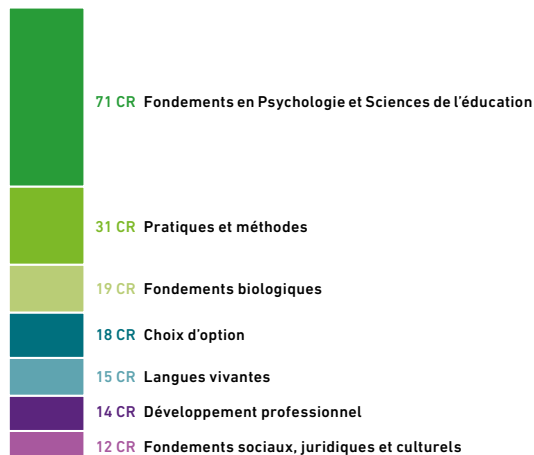 71 CR Fondements en Psychologie et Sciences de l'éducation
31 CR Pratiques et méthodes
19 CR Fondements biologiques
18 CR Choix d'option
15 CR Langues vivantes
14 CR Développement professionnel
12 CR Fondements sociaux, juridiques et culturels